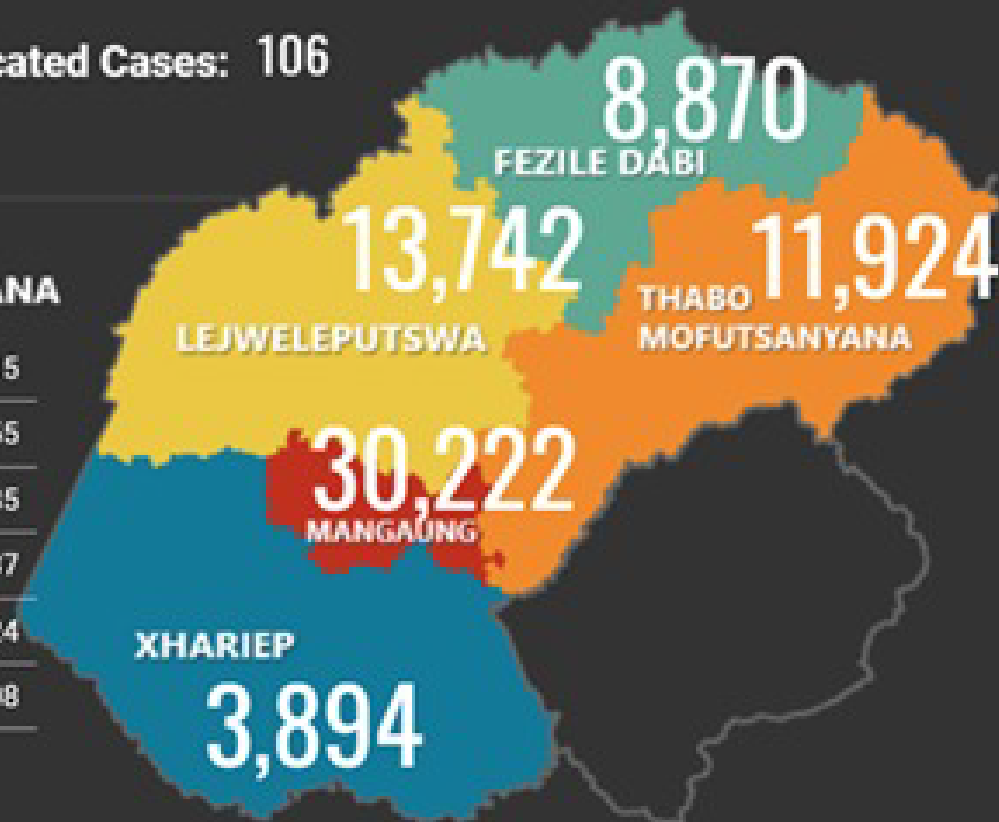 Cases: 106
8,870
FEZILE DABI
13,742
11,924
THABO
MOFUTSANYANA
LEJWELEPUTSWA
30,222
MANGAUNG
XHARIEP
3,894
5